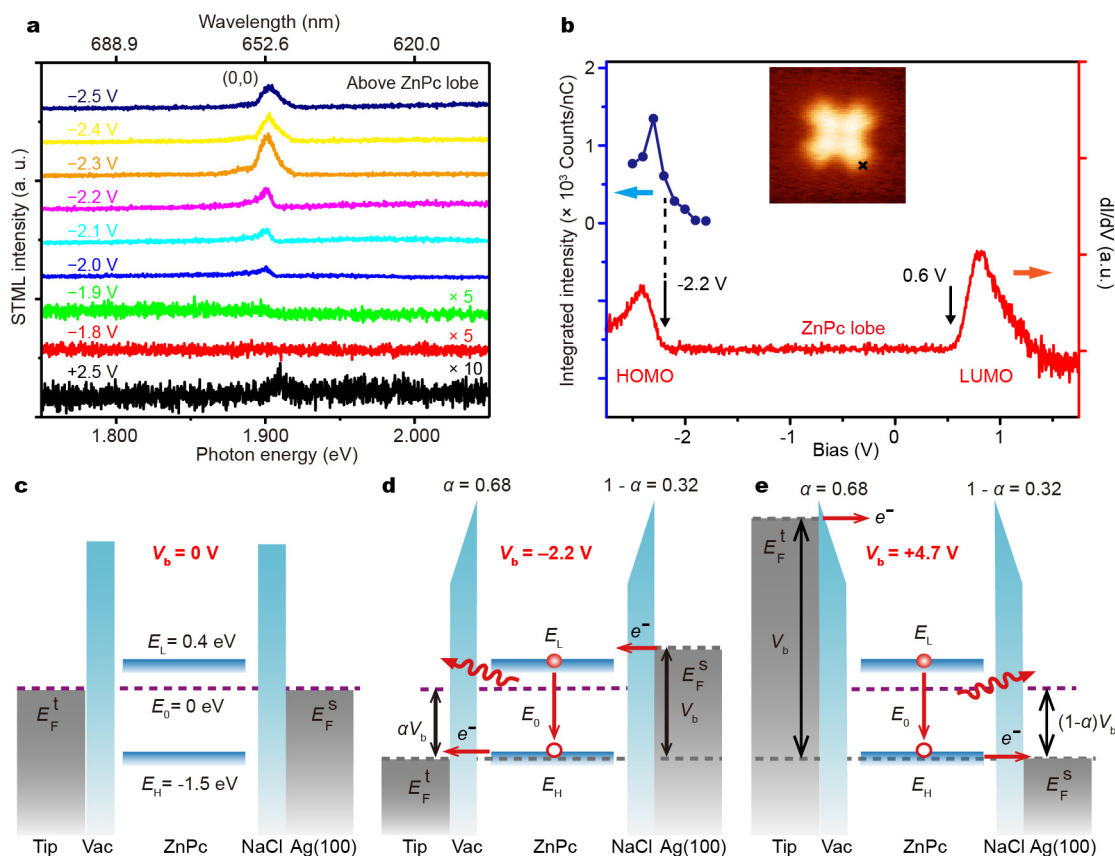 a
Wavelength (nm)
688.9 652.6 620.0
(0,0)
Above ZnPc lobe
−2.5 V
−2.4 V
−2.3 V
−2.2 V
−2.1 V
−2.0 V
−1.9 V × 5
−1.8 V × 5
+2.5 V × 10
STML intensity (a. u.)
1.800 1.900 2.000
Photon energy (eV)
b
2
1
0
Integrated intensity (× 10³ Counts/nC)
dI/dV (a.u.)
-2.2 V
0.6 V
ZnPc lobe
HOMO
LUMO
-2 -1 0 1
Bias (V)
c
V_b = 0 V
E_L = 0.4 eV
E_F^t
E_0 = 0 eV
E_F^s
E_H = -1.5 eV
Tip Vac ZnPc NaCl Ag(100)
d
α = 0.68 1 - α = 0.32
V_b = –2.2 V
e⁻
E_L
E_F^s
E_0
V_b
αV_b
e⁻
E_F^t
E_H
Tip Vac ZnPc NaCl Ag(100)
e
α = 0.68 1 - α = 0.32
e⁻
E_F^t
V_b = +4.7 V
E_L
V_b
E_0
(1-α)V_b
e⁻
E_H
E_F^s
Tip Vac ZnPc NaCl Ag(100)